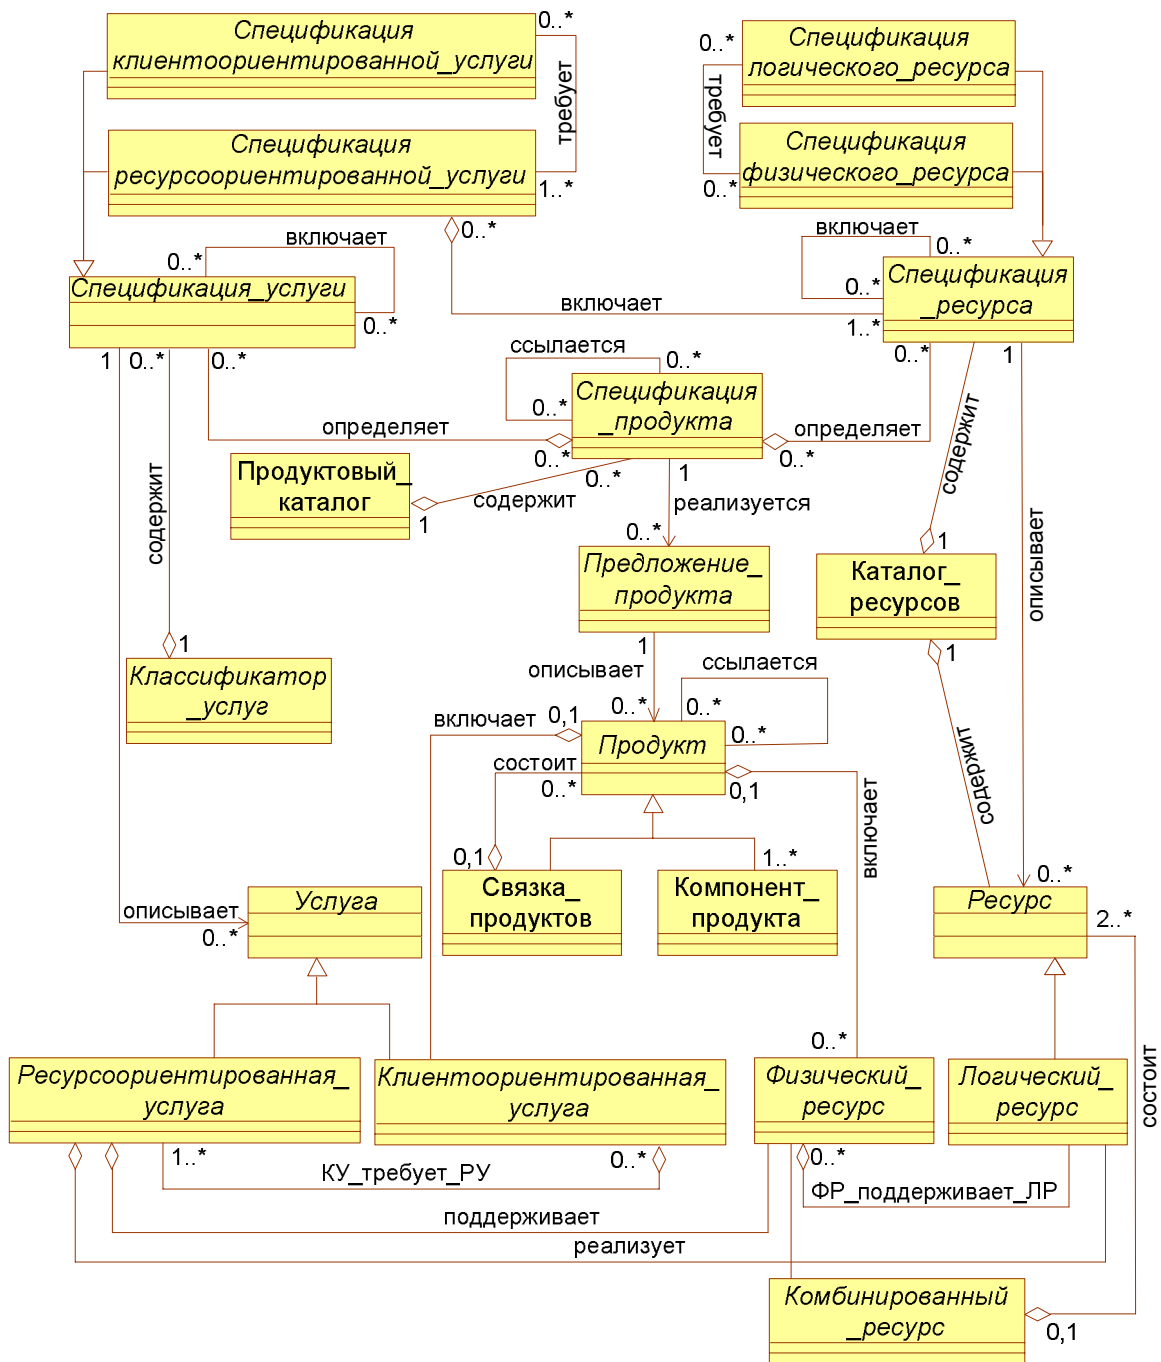 Спецификация
клиентоориентированной_услуги
0..*
требует
Спецификация
ресурсоориентированной_услуги
1..*
0..*
Спецификация
логического_ресурса
0..*
требует
Спецификация
физического_ресурса
0..*
включает
0..*
0..*
Спецификация_услуги
0..*
1
0..*
0..*
включает
включает
0..*
0..*
Спецификация
_ресурса
1..*
0..*
1
ссылается
0..*
0..*
Спецификация
_продукта
определяет
0..*
определяет
0..*
Продуктовый_
каталог
1
содержит
0..*
1
реализуется
0..*
содержит
содержит
описывает
1
Предложение_
продукта
1
Каталог_
ресурсов
1
1
Классификатор
_услуг
описывает
0..*
ссылается
0..*
0..*
включает
0,1
Продукт
состоит
0..*
0,1
включает
содержит
0,1
1..*
Связка_
продуктов
Компонент_
продукта
0..*
Ресурс
2..*
описывает
0..*
Услуга
0..*
состоит
Ресурсоориентированная_
услуга
Клиентоориентированная_
услуга
Физический_
ресурс
Логический_
ресурс
1..*
КУ_требует_РУ
0..*
0..*
ФР_поддерживает_ЛР
поддерживает
реализует
Комбинированный
_ресурс
0,1